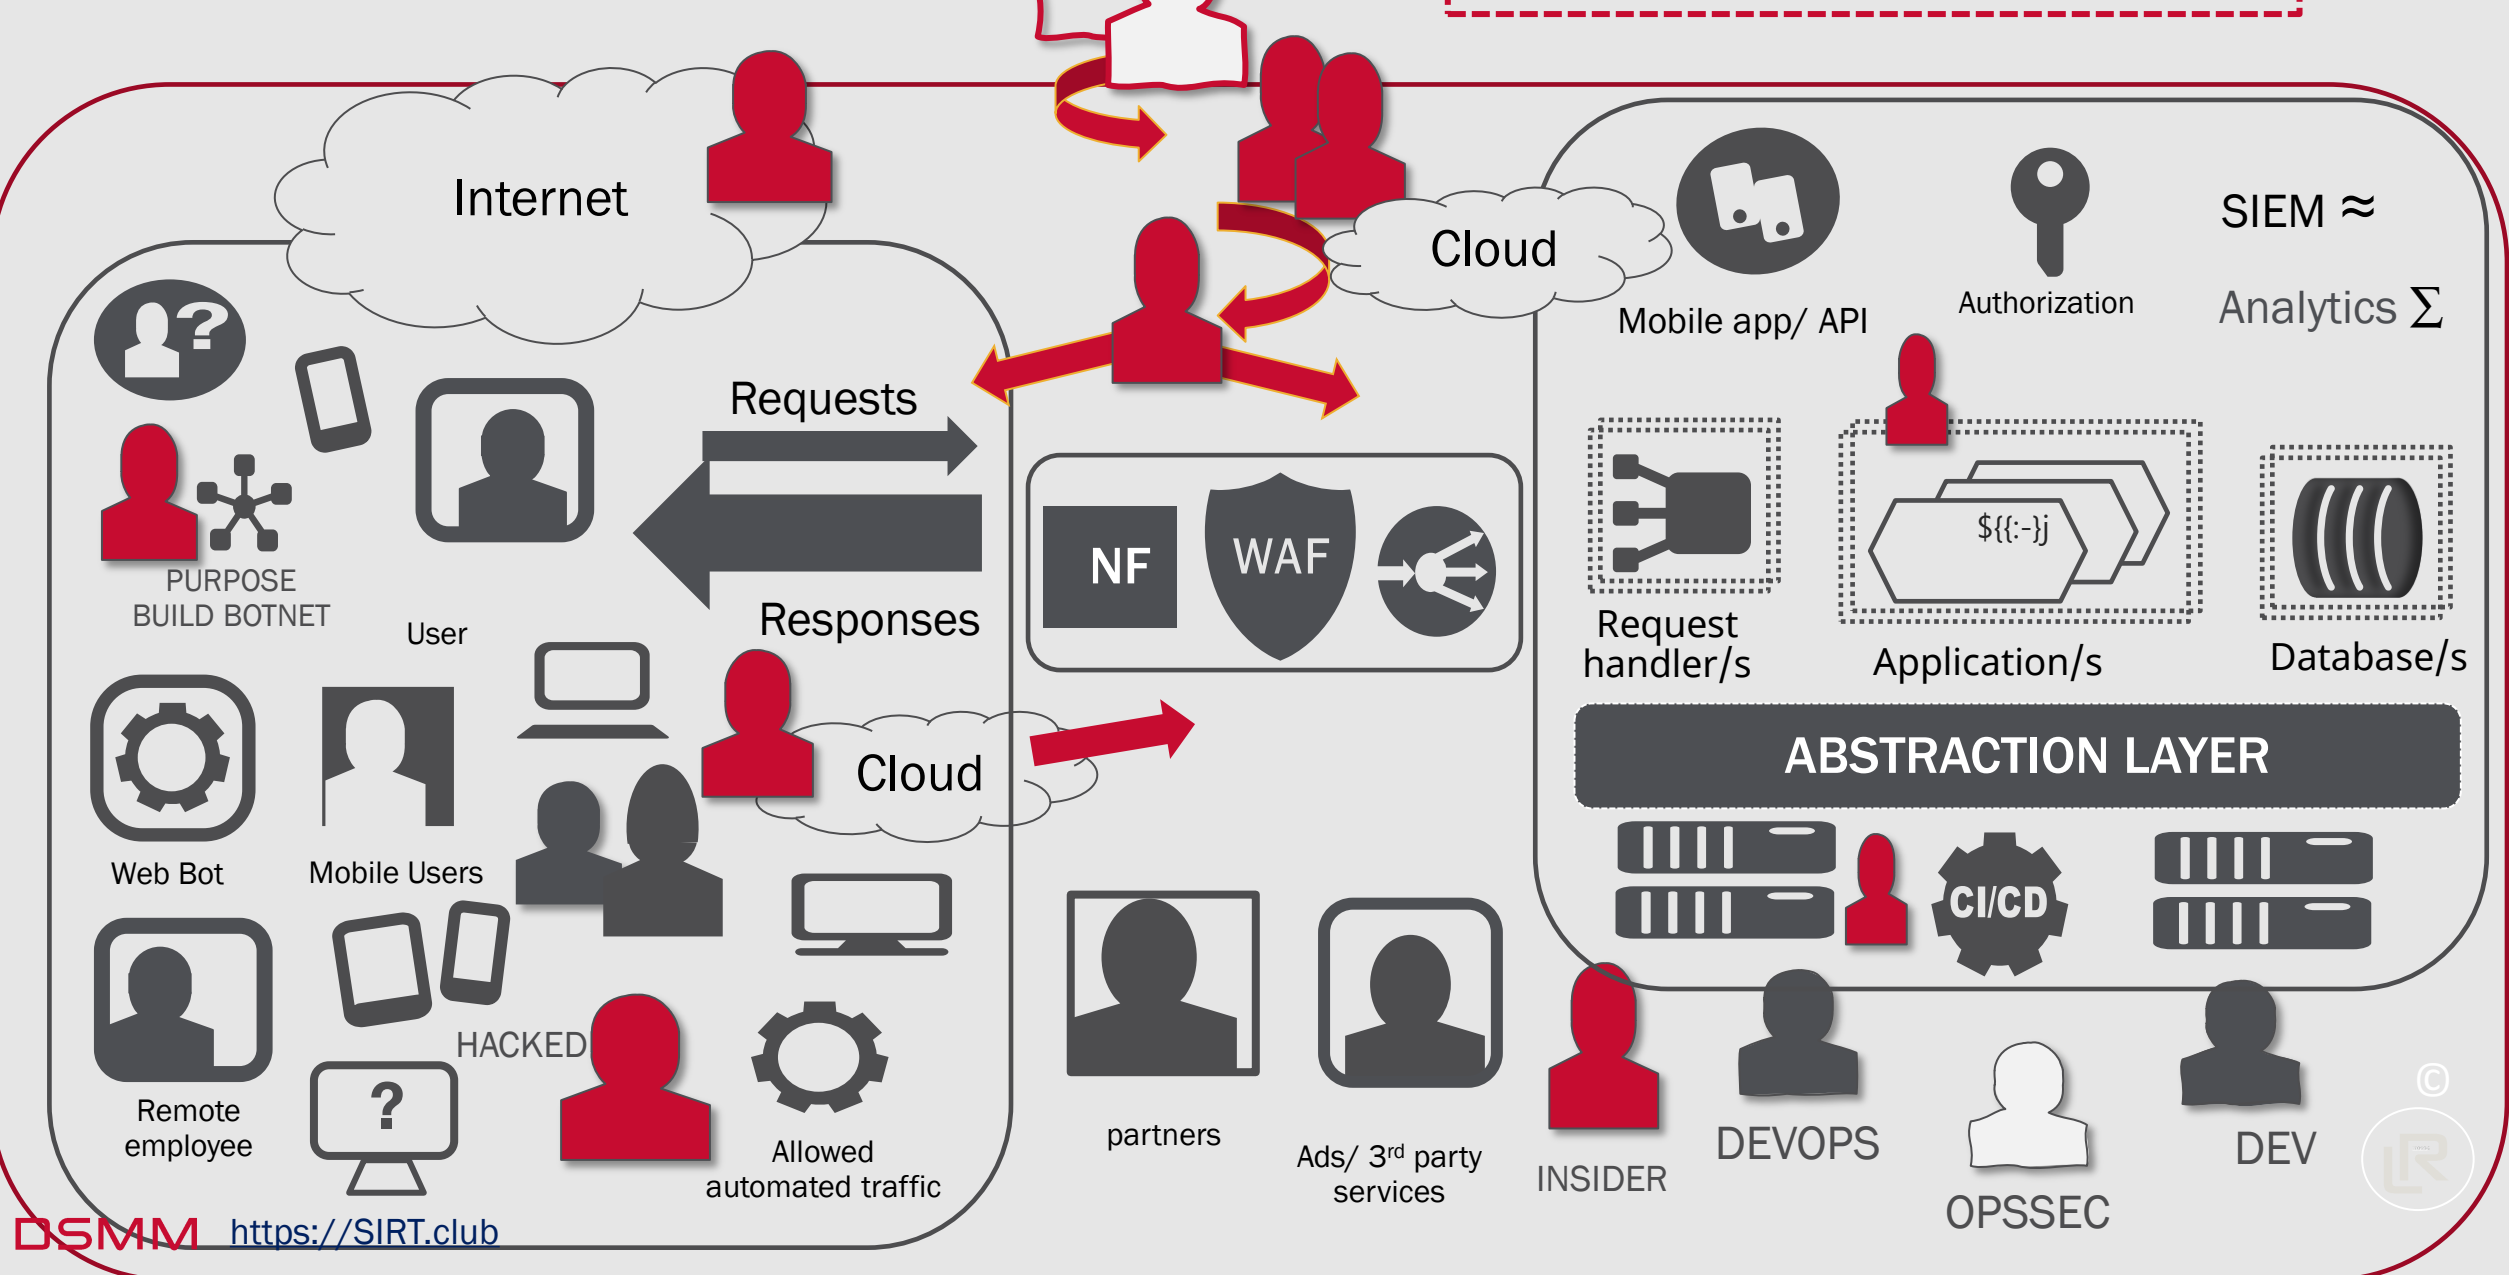 Internet
Cloud
SIEM ≈
Mobile app/ API
Authorization
Analytics Σ
?
Requests
PURPOSE
BUILD BOTNET
User
Responses
NF
WAF
${{:-}j
Request
handler/s
Application/s
Database/s
Web Bot
Mobile Users
Cloud
ABSTRACTION LAYER
CI/CD
HACKED
?
Remote
employee
Allowed
automated traffic
partners
Ads/ 3rd party
services
INSIDER
DEVOPS
OPSSEC
DEV
©
LR
DSMM
https://SIRT.club